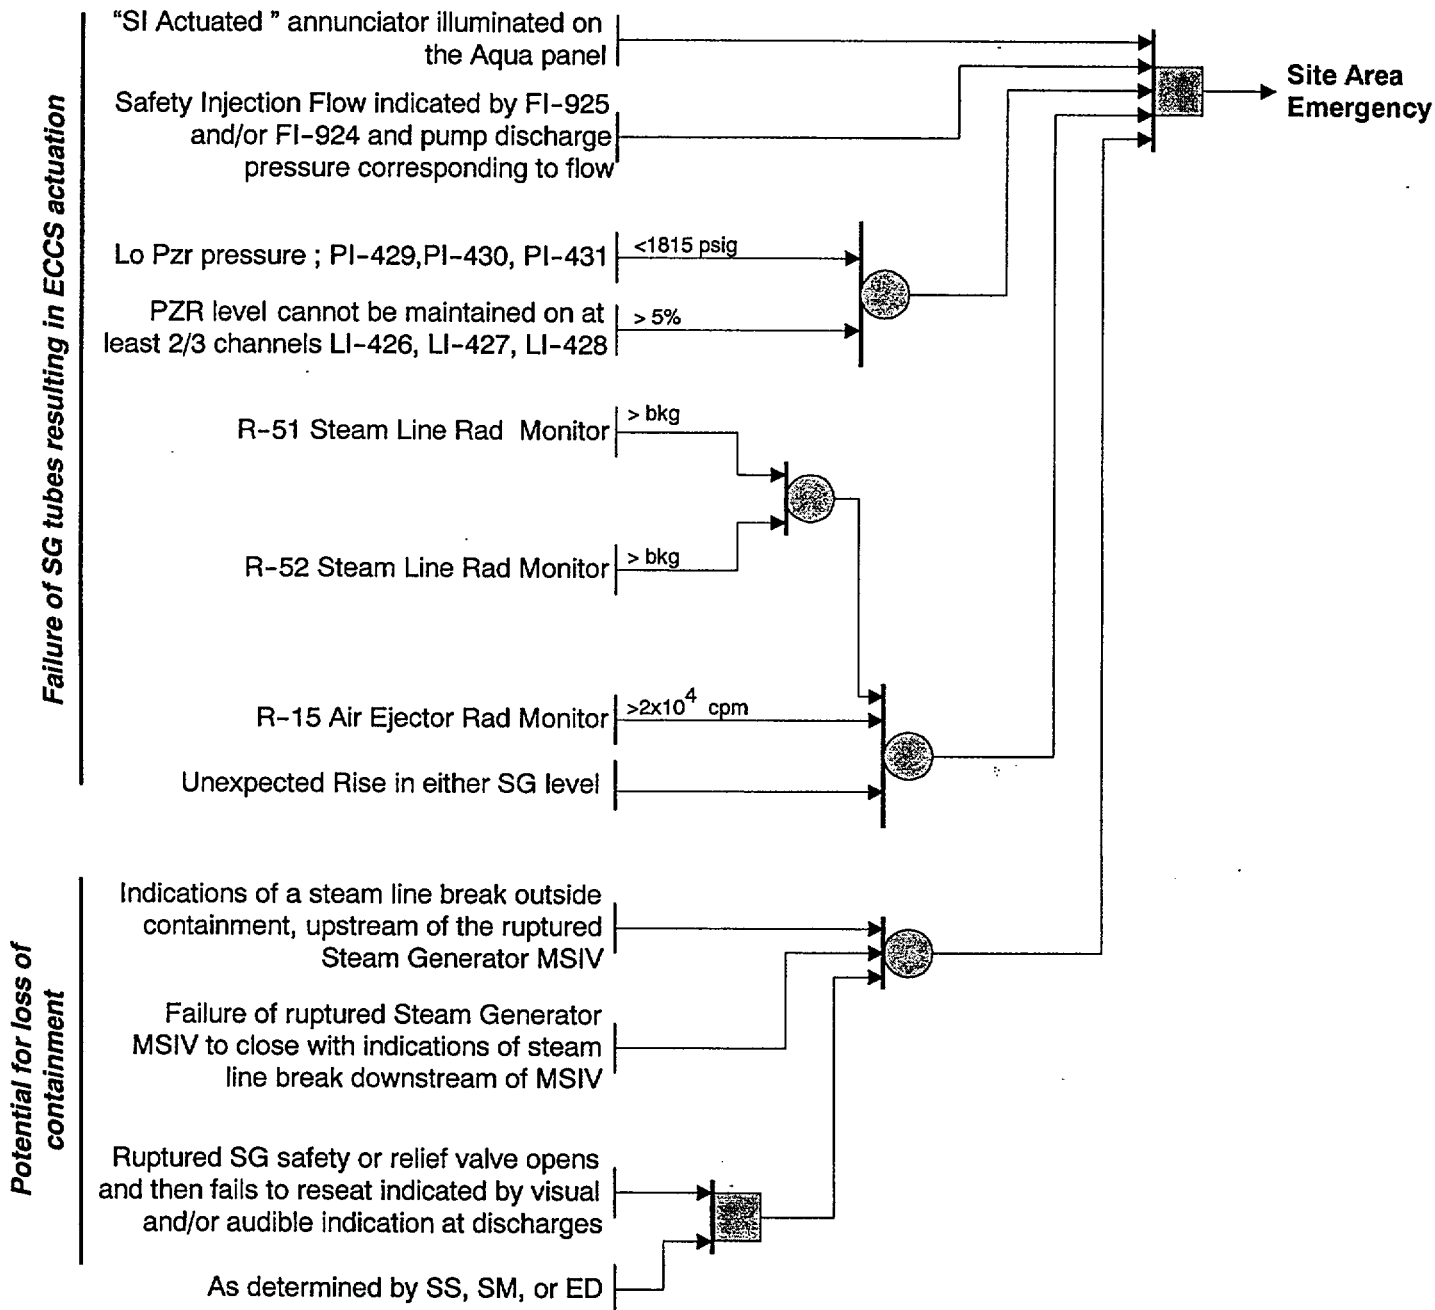 Failure of SG tubes resulting in ECCS actuation
"SI Actuated " annunciator illuminated on
the Aqua panel
Safety Injection Flow indicated by FI-925
and/or FI-924 and pump discharge
pressure corresponding to flow
Lo Pzr pressure ; PI-429,PI-430, PI-431
<1815 psig
PZR level cannot be maintained on at
least 2/3 channels LI-426, LI-427, LI-428
> 5%
R-51 Steam Line Rad Monitor
> bkg
R-52 Steam Line Rad Monitor
> bkg
R-15 Air Ejector Rad Monitor
>2x10⁴ cpm
Unexpected Rise in either SG level
Potential for loss of
containment
Indications of a steam line break outside
containment, upstream of the ruptured
Steam Generator MSIV
Failure of ruptured Steam Generator
MSIV to close with indications of steam
line break downstream of MSIV
Ruptured SG safety or relief valve opens
and then fails to reseat indicated by visual
and/or audible indication at discharges
As determined by SS, SM, or ED
Site Area
Emergency